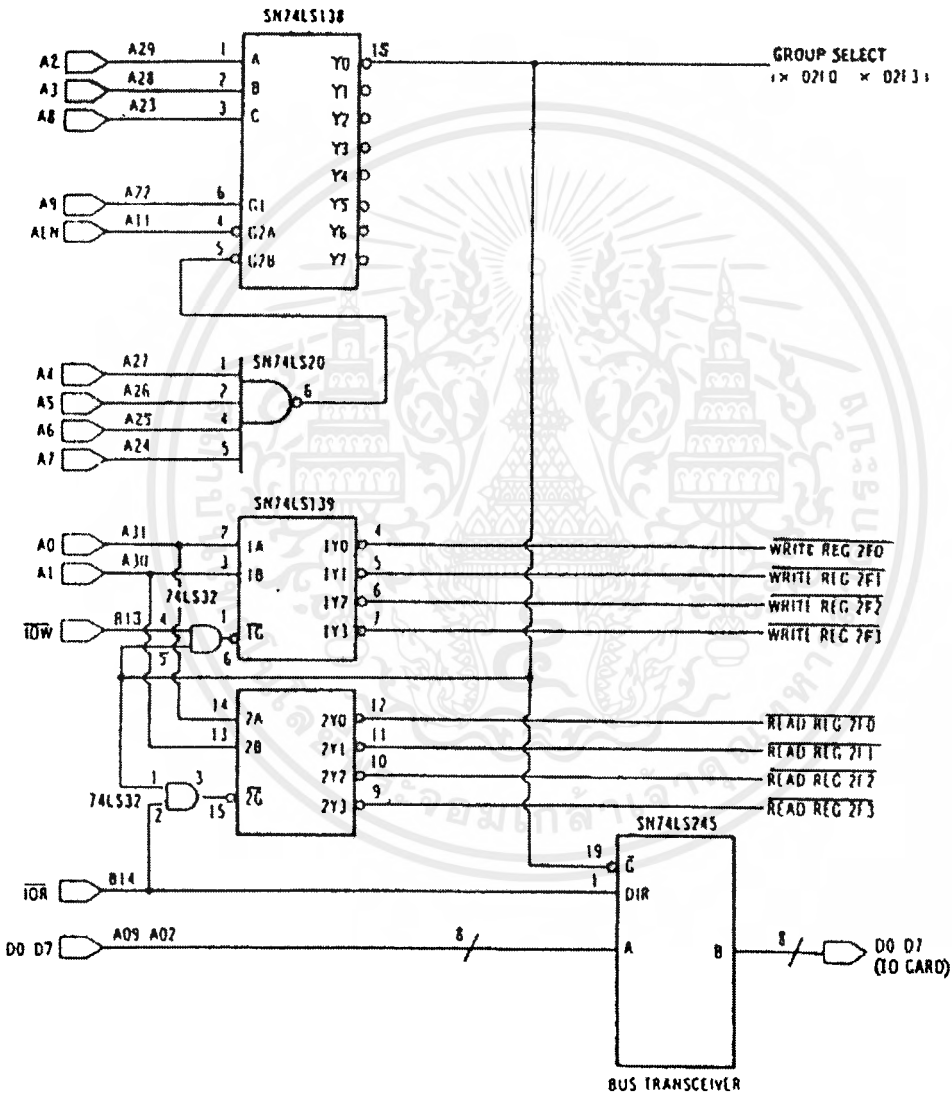 SN74LS138
A2 A29 1 A Y0 15
GROUP SELECT
A3 A28 2 B Y1
A8 A23 3 C Y2
Y3
Y4
A9 A22 6 G1 Y5
AEN A11 4 G2A Y6
5 G2B Y7
SN74LS20
A4 A27 1
A5 A26 2 6
A6 A25 4
A7 A24 5
SN74LS139
A0 A31 2 1A 1Y0 4 WRITE REG 2F0
A1 A30 3 1B 1Y1 5 WRITE REG 2F1
74LS32 1Y2 6 WRITE REG 2F2
IOW B13 4 1 1G 1Y3 7 WRITE REG 2F3
5 6
14 2A 2Y0 12 READ REG 2F0
13 2B 2Y1 11 READ REG 2F1
1 3 2Y2 10 READ REG 2F2
74LS32 2 15 2G 2Y3 9 READ REG 2F3
SN74LS245
19 G
IOR B14 1 DIR
D0 D7 A09 A02 8 A B 8 D0 D7
(IO CARD)
BUS TRANSCEIVER